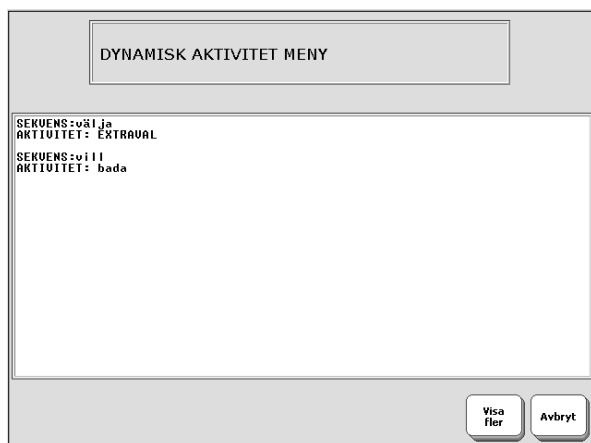 DYNAMISK AKTIVITET MENY
SEKVENS:välja
AKTIVITET: EXTRAVAL
SEKVENS:vill
AKTIVITET: bada
Visa
fler
Avbryt